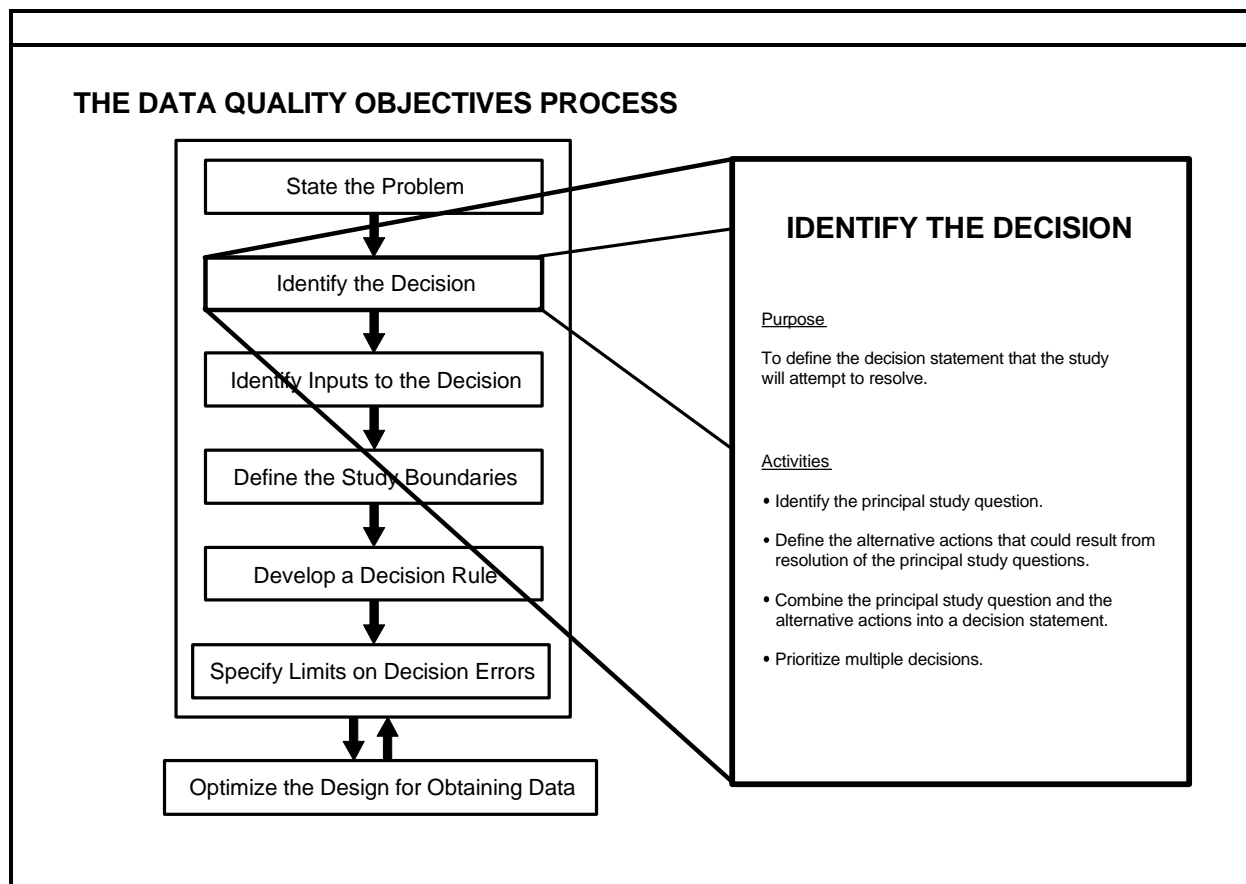 THE DATA QUALITY OBJECTIVES PROCESS
State the Problem
Identify the Decision
Identify Inputs to the Decision
Define the Study Boundaries
Develop a Decision Rule
Specify Limits on Decision Errors
Optimize the Design for Obtaining Data
IDENTIFY THE DECISION
Purpose
To define the decision statement that the study
will attempt to resolve.
Activities
• Identify the principal study question.
• Define the alternative actions that could result from
resolution of the principal study questions.
• Combine the principal study question and the
alternative actions into a decision statement.
• Prioritize multiple decisions.